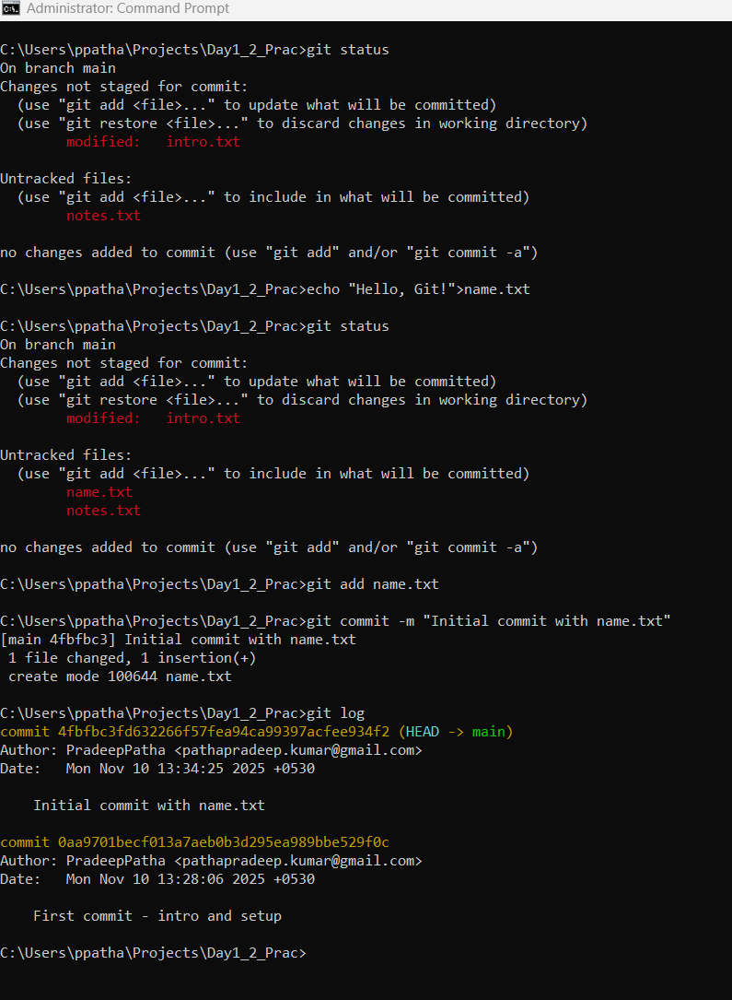 Administrator: Command Prompt
C:\Users\ppatha\Projects\Day1_2_Prac>git status
On branch main
Changes not staged for commit:
  (use "git add <file>..." to update what will be committed)
  (use "git restore <file>..." to discard changes in working directory)
        modified:   intro.txt

Untracked files:
  (use "git add <file>..." to include in what will be committed)
        notes.txt

no changes added to commit (use "git add" and/or "git commit -a")

C:\Users\ppatha\Projects\Day1_2_Prac>echo "Hello, Git!">name.txt

C:\Users\ppatha\Projects\Day1_2_Prac>git status
On branch main
Changes not staged for commit:
  (use "git add <file>..." to update what will be committed)
  (use "git restore <file>..." to discard changes in working directory)
        modified:   intro.txt

Untracked files:
  (use "git add <file>..." to include in what will be committed)
        name.txt
        notes.txt

no changes added to commit (use "git add" and/or "git commit -a")

C:\Users\ppatha\Projects\Day1_2_Prac>git add name.txt

C:\Users\ppatha\Projects\Day1_2_Prac>git commit -m "Initial commit with name.txt"
[main 4fbfbc3] Initial commit with name.txt
 1 file changed, 1 insertion(+)
 create mode 100644 name.txt

C:\Users\ppatha\Projects\Day1_2_Prac>git log
commit 4fbfbc3fd632266f57fea94ca99397acfee934f2 (HEAD -> main)
Author: PradeepPatha <pathapradeep.kumar@gmail.com>
Date:   Mon Nov 10 13:34:25 2025 +0530

    Initial commit with name.txt

commit 0aa9701becf013a7aeb0b3d295ea989bbe529f0c
Author: PradeepPatha <pathapradeep.kumar@gmail.com>
Date:   Mon Nov 10 13:28:06 2025 +0530

    First commit - intro and setup

C:\Users\ppatha\Projects\Day1_2_Prac>